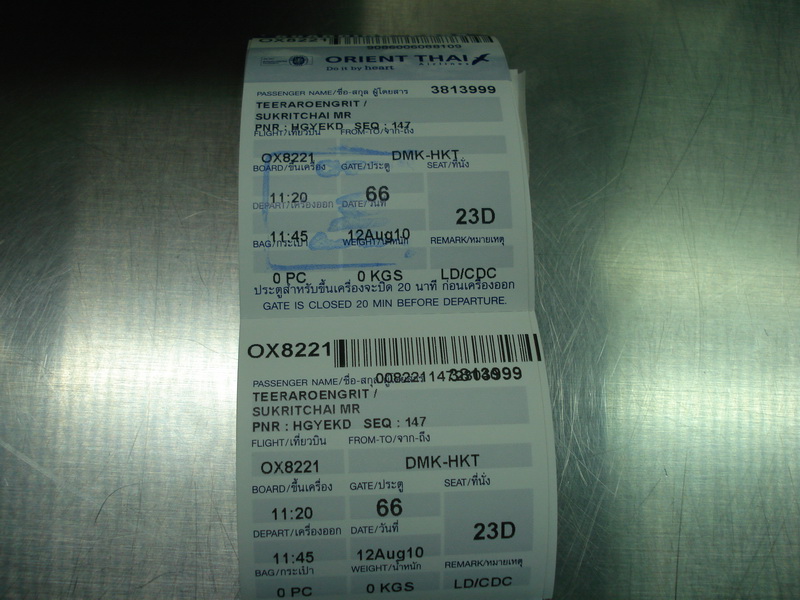 OX8221
ORIENT THAI
Airlines
Do it by heart
PASSENGER NAME/ชื่อ-สกุล ผู้โดยสาร 3813999
TEERAROENGRIT /
SUKRITCHAI MR
PNR : HGYEKD SEQ : 147
FLIGHT/เที่ยวบิน FROM-TO/จาก-ถึง
OX8221 DMK-HKT
BOARD/ขึ้นเครื่อง GATE/ประตู SEAT/ที่นั่ง
11:20 66
DEPART/เครื่องออก DATE/วันที่ 23D
11:45 12Aug10
BAG/กระเป๋า WEIGHT/น้ำหนัก REMARK/หมายเหตุ
0 PC 0 KGS LD/CDC
ประตูสำหรับขึ้นเครื่องจะปิด 20 นาที ก่อนเครื่องออก
GATE IS CLOSED 20 MIN BEFORE DEPARTURE.
OX8221
PASSENGER NAME/ชื่อ-สกุล ผู้โดยสาร 3813999
TEERAROENGRIT /
SUKRITCHAI MR
PNR : HGYEKD SEQ : 147
FLIGHT/เที่ยวบิน FROM-TO/จาก-ถึง
OX8221 DMK-HKT
BOARD/ขึ้นเครื่อง GATE/ประตู SEAT/ที่นั่ง
11:20 66
DEPART/เครื่องออก DATE/วันที่ 23D
11:45 12Aug10
BAG/กระเป๋า WEIGHT/น้ำหนัก REMARK/หมายเหตุ
0 PC 0 KGS LD/CDC